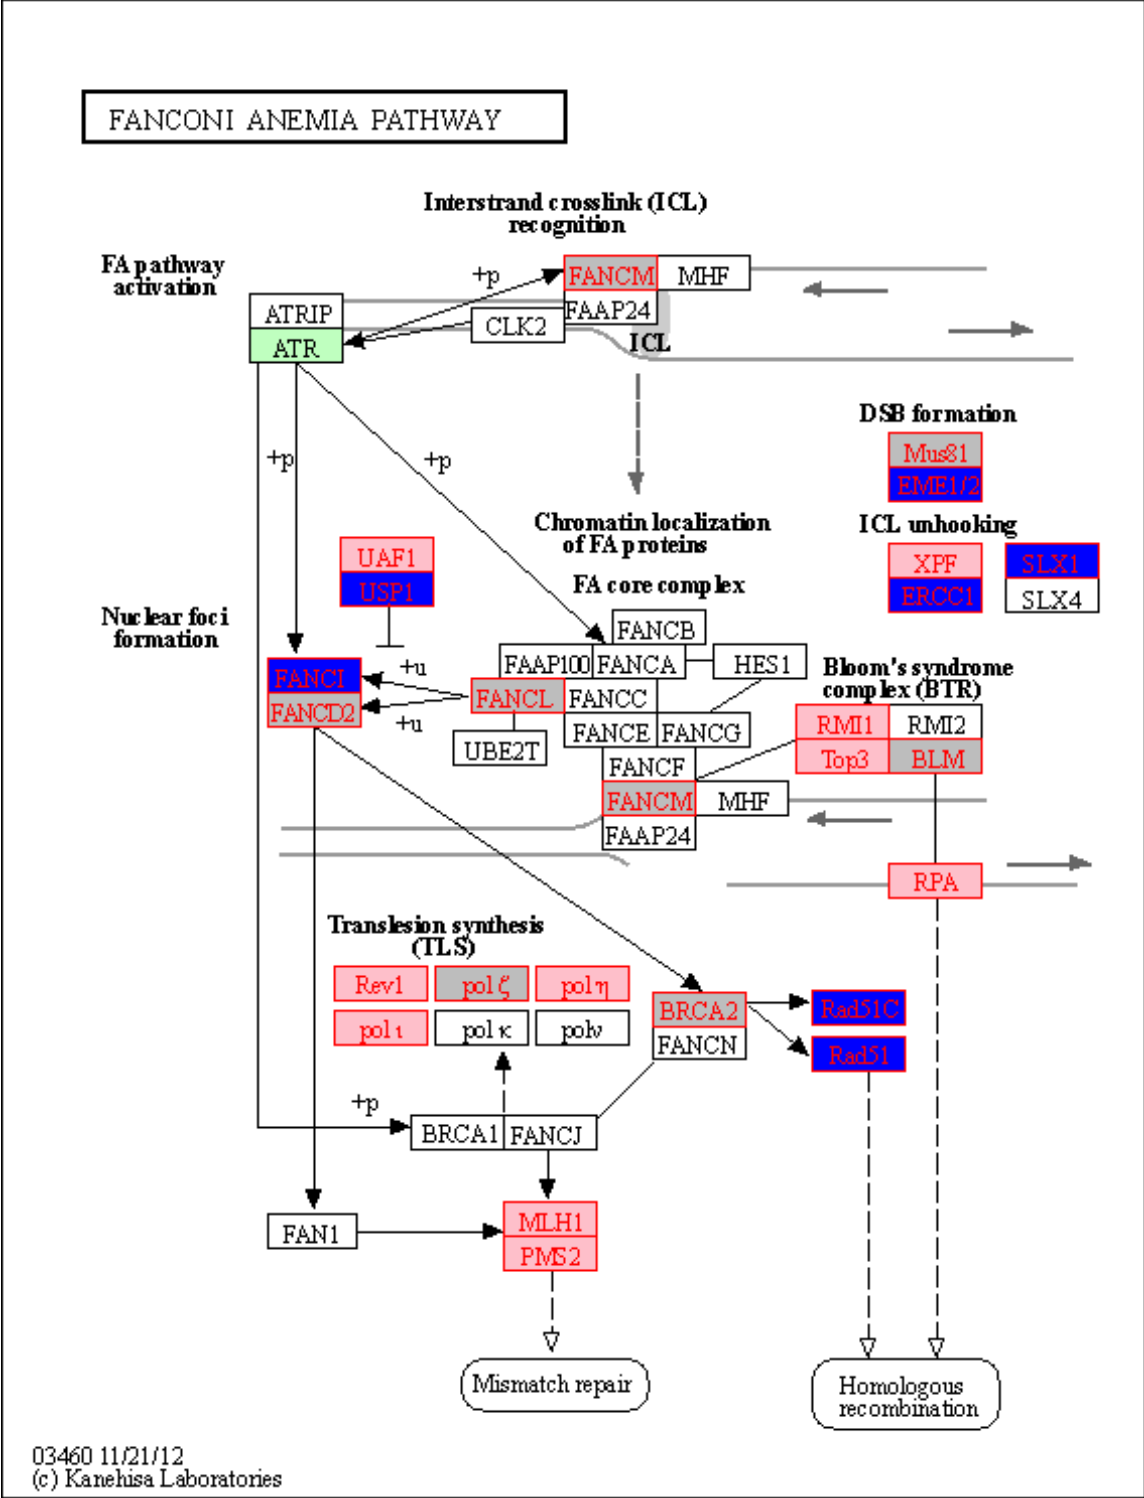 FANCONI ANEMIA PATHWAY
Interstrand crosslink (ICL)
recognition
FA pathway
activation
+p
FANCM
MHF
ATRIP
FAAP24
CLK2
ATR
ICL
DSB formation
+p
+p
Mus81
EME1/2
Chromatin localization
of FA proteins
ICL unhooking
UAF1
XPF
SLX1
USP1
FA core complex
ERCC1
SLX4
Nuclear foci
formation
FANCB
FAAP100
FANCA
HES1
+u
Bloom's syndrome
complex (BTR)
FANCI
FANCL
FANCC
FANCD2
+u
RMI1
RMI2
UBE2T
FANCE
FANCG
FANCF
Top3
BLM
FANCM
MHF
FAAP24
RPA
Translesion synthesis
(TLS)
Rev1
pol ζ
pol η
BRCA2
Rad51C
pol ι
pol κ
polν
FANCN
Rad51
+p
BRCA1
FANCJ
FAN1
MLH1
PMS2
Mismatch repair
Homologous
recombination
03460 11/21/12
(c) Kanehisa Laboratories